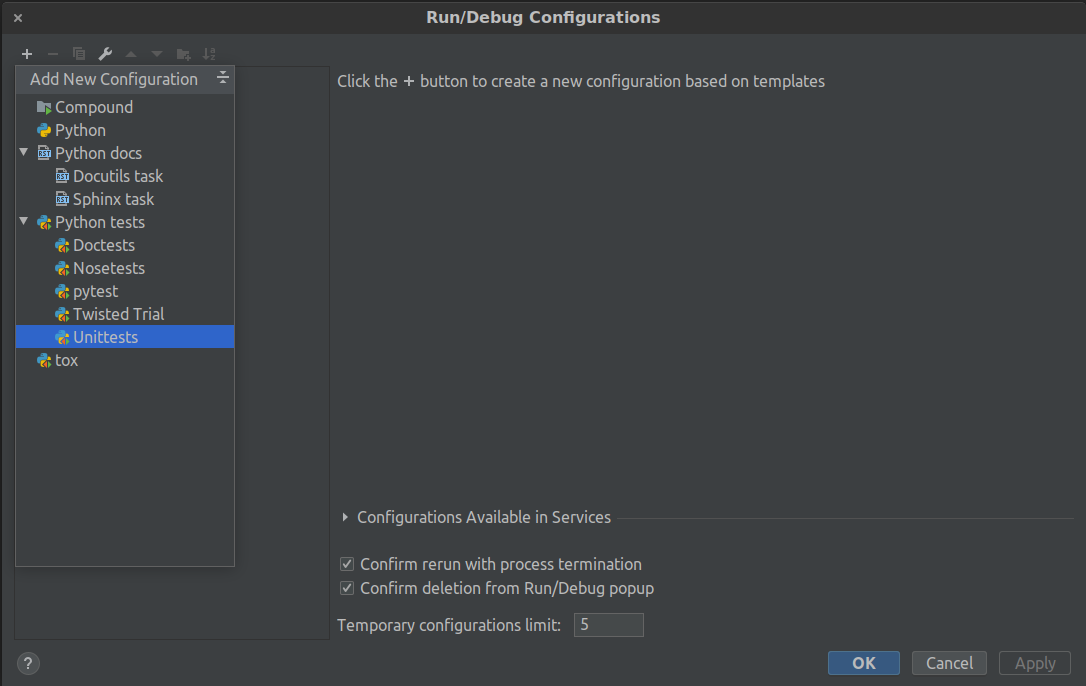 Run/Debug Configurations
Add New Configuration
Click the + button to create a new configuration based on templates
Compound
Python
Python docs
Docutils task
Sphinx task
Python tests
Doctests
Nosetests
pytest
Twisted Trial
Unittests
tox
Configurations Available in Services
Confirm rerun with process termination
Confirm deletion from Run/Debug popup
Temporary configurations limit: 5
? OK Cancel Apply